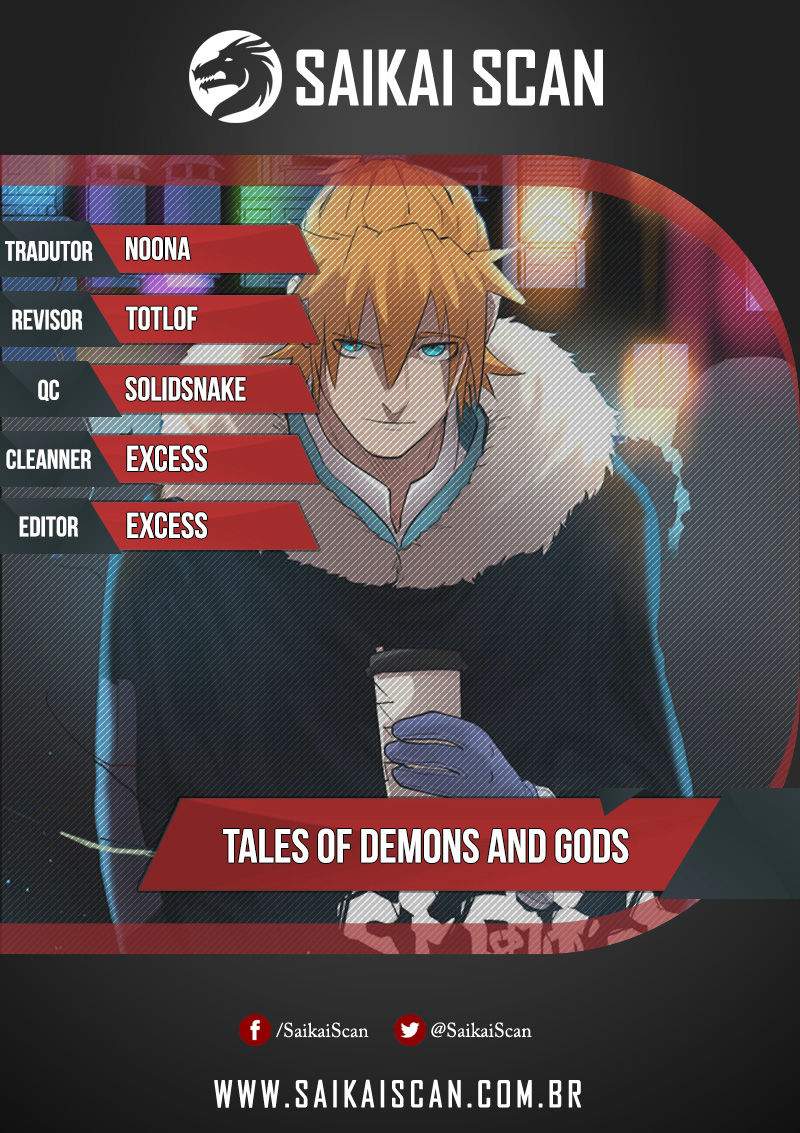 SAIKAI SCAN
TRADUTOR NOONA
REVISOR TOTLOF
QC SOLIDSNAKE
CLEANNER EXCESS
EDITOR EXCESS
TALES OF DEMONS AND GODS
/SaikaiScan @SaikaiScan
WWW.SAIKAISCAN.COM.BR